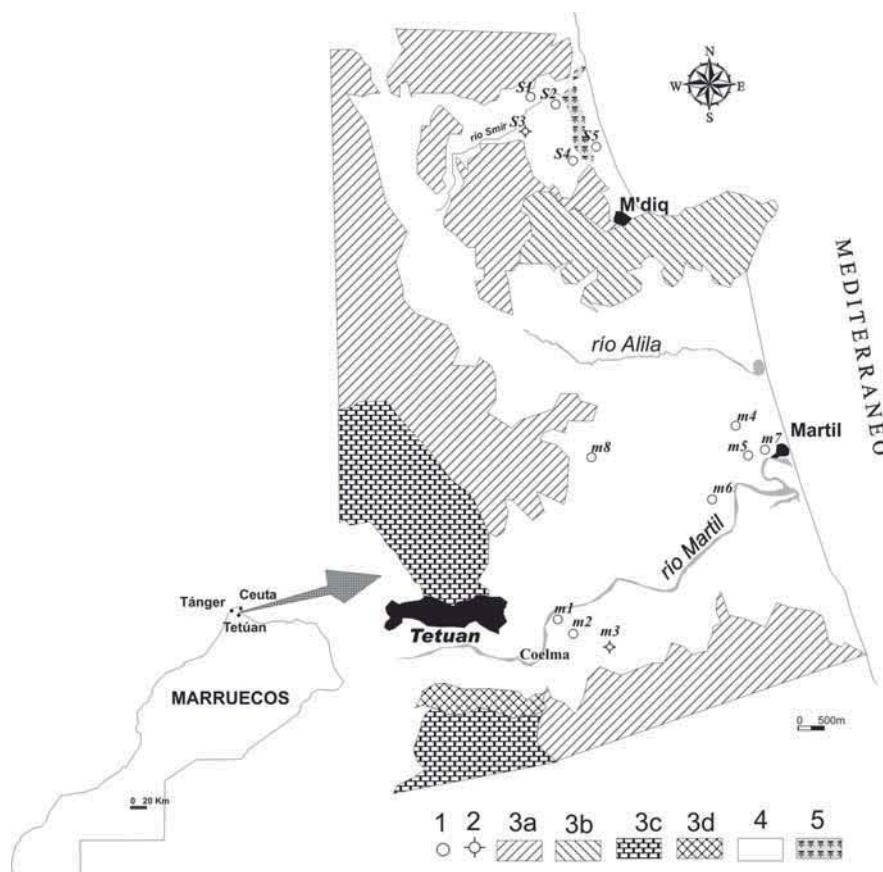 N
W E
S
S1
S2
S3
río Smir
S5
S4
M'diq
MEDITERRANEO
río Alila
m4
Martil
m7
m5
m8
m6
río Martil
Ceuta
Tánger
Tetúan
m1
Tetuan
m2
m3
Coelma
MARRUECOS
0 500m
0 20 Km
1 2 3a 3b 3c 3d 4 5